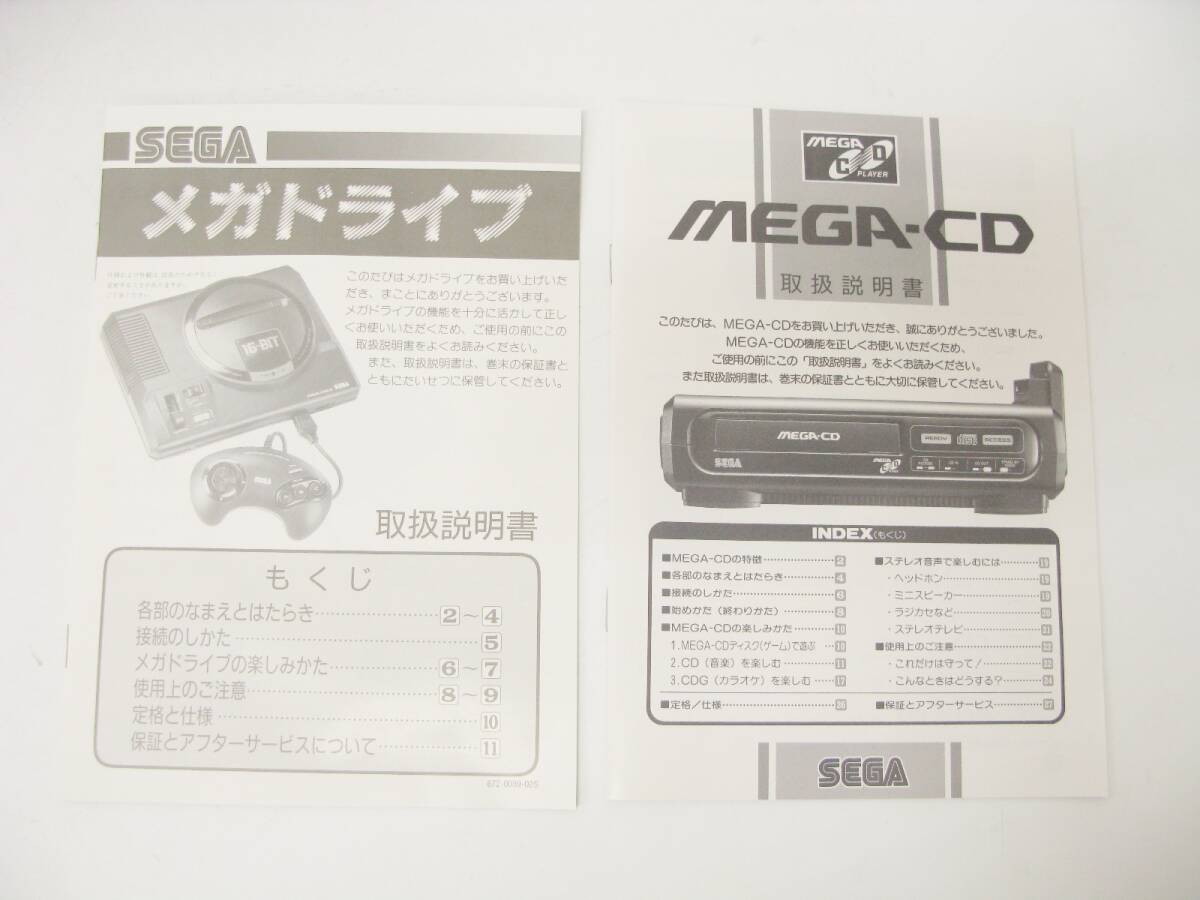 SEGA
メガドライブ
このたびはメガドライブをお買い上げいた
だき、まことにありがとうございます。
メガドライブの機能を十分に活かして正し
くお使いいただくため、ご使用の前にこの
取扱説明書をよくお読みください。
また、取扱説明書は、巻末の保証書と
ともにたいせつに保管してください。
16-BIT
SEGA
取扱説明書
もくじ
各部のなまえとはたらき 2～4
接続のしかた 5
メガドライブの楽しみかた 6～7
使用上のご注意 8～9
定格と仕様 10
保証とアフターサービスについて 11
MEGA
CD
PLAYER
MEGA-CD
取扱説明書
このたびは、MEGA-CDをお買い上げいただき、誠にありがとうございました。
MEGA-CDの機能を正しくお使いいただくため、
ご使用の前にこの「取扱説明書」をよくお読みください。
また取扱説明書は、巻末の保証書とともに大切に保管してください。
MEGA-CD
READY
ACCESS
SEGA
INDEX(もくじ)
■MEGA-CDの特徴 2
■各部のなまえとはたらき 4
■接続のしかた
■始めかた（終わりかた）
■MEGA-CDの楽しみかた 10
1.MEGA-CDディスク(ゲーム)で遊ぶ
2.CD（音楽）を楽しむ 11
3.CDG（カラオケ）を楽しむ 17
■定格／仕様
■ステレオ音声で楽しむには
・ヘッドホン
・ミニスピーカー
・ラジカセなど
・ステレオテレビ
■使用上のご注意
・これだけは守って！
・こんなときはどうする？
■保証とアフターサービス
SEGA